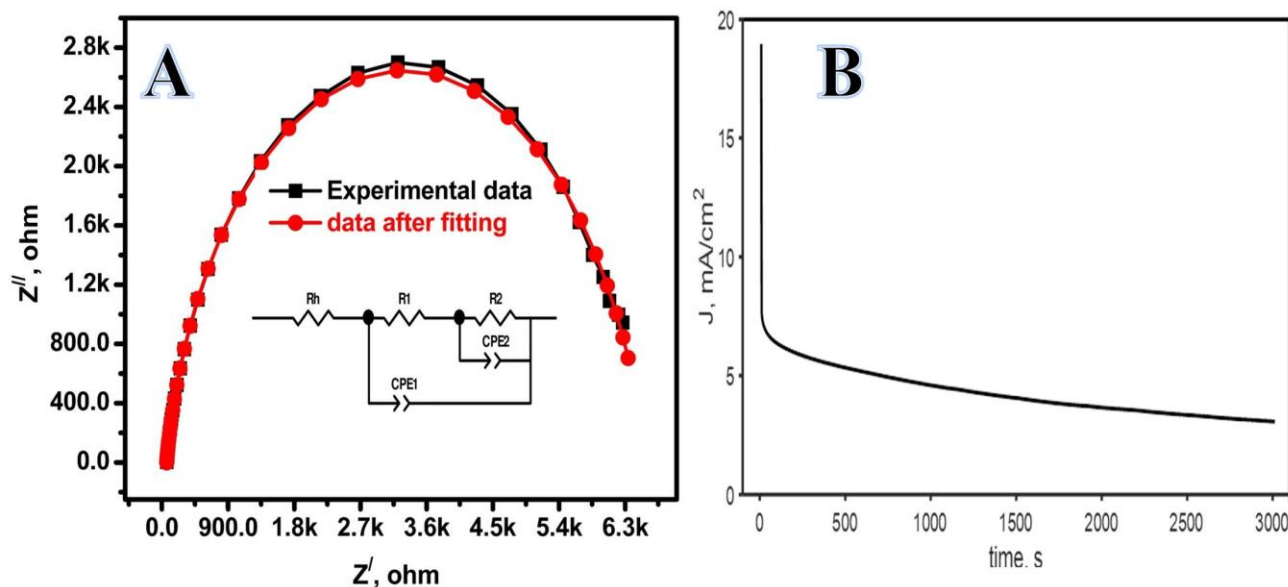 A
2.8k
2.4k
2.0k
1.6k
1.2k
800.0
400.0
0.0
Z//, ohm
Experimental data
data after fitting
Rh
R1
R2
CPE2
CPE1
0.0 900.0 1.8k 2.7k 3.6k 4.5k 5.4k 6.3k
Z/, ohm
B
20
15
10
5
0
J, mA/cm2
0 500 1000 1500 2000 2500 3000
time, s